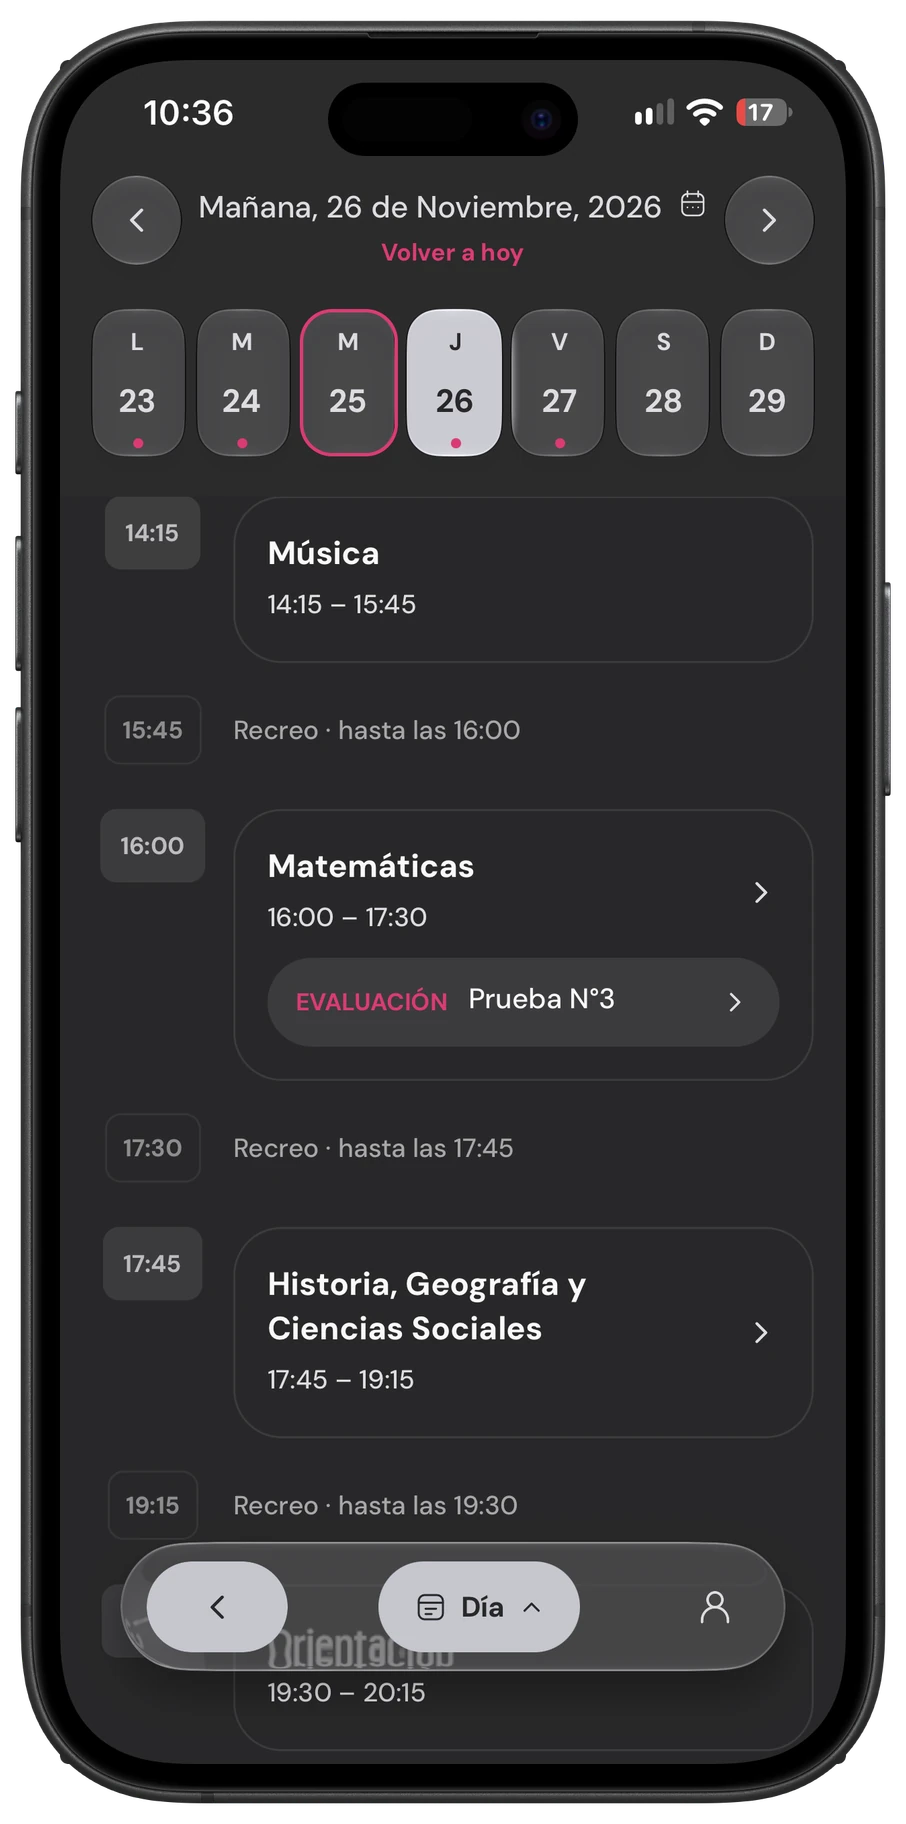 10:36
17
Mañana, 26 de Noviembre, 2026
Volver a hoy
L M M J V S D
23 24 25 26 27 28 29
14:15
Música
14:15 – 15:45
15:45 Recreo · hasta las 16:00
16:00
Matemáticas
16:00 – 17:30
EVALUACIÓN Prueba N°3
17:30 Recreo · hasta las 17:45
17:45
Historia, Geografía y
Ciencias Sociales
17:45 – 19:15
19:15 Recreo · hasta las 19:30
Día
Orientación
19:30 – 20:15